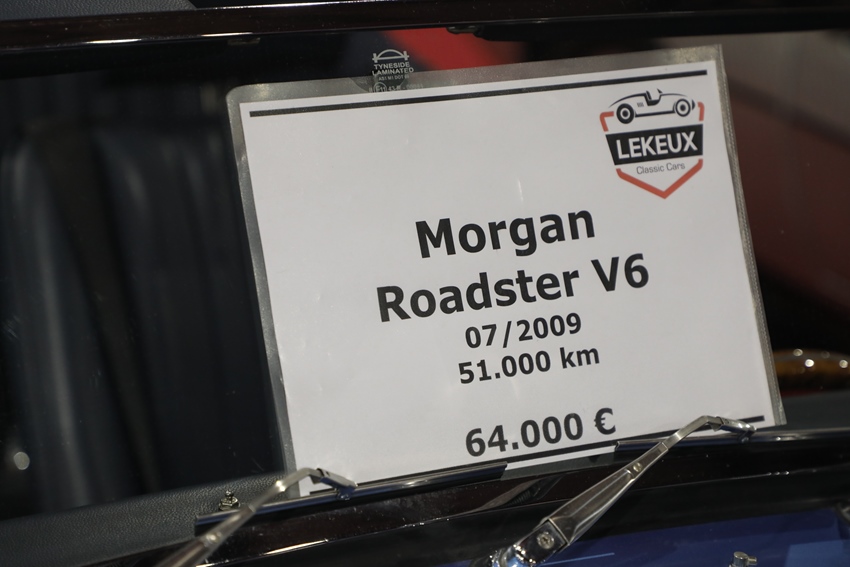 TYNESIDE
LAMINATED
LEKEUX
Classic Cars
Morgan
Roadster V6
07/2009
51.000 km
64.000 €